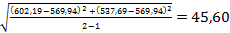 √(((602,19−569,94)² + (537,69−569,94)²)/(2−1)) = 45,60